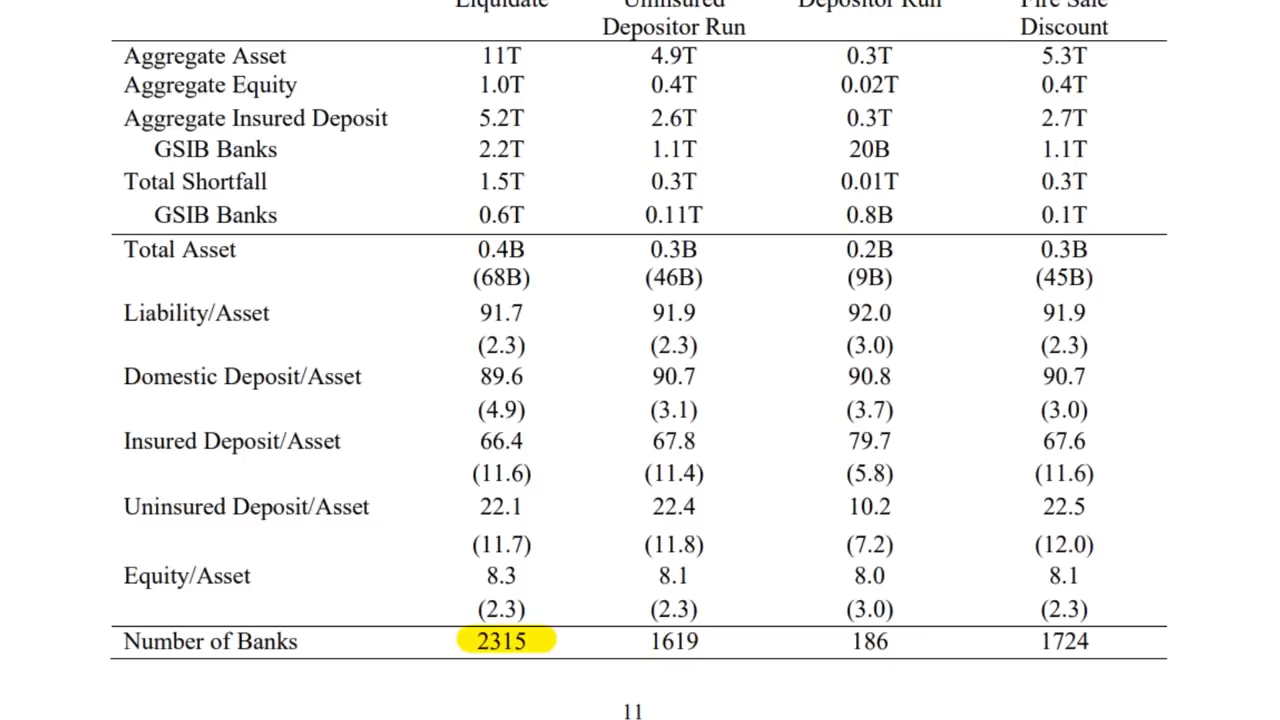 Liquidate Uninsured Depositor Run Fire Sale
Depositor Run Discount
Aggregate Asset 11T 4.9T 0.3T 5.3T
Aggregate Equity 1.0T 0.4T 0.02T 0.4T
Aggregate Insured Deposit 5.2T 2.6T 0.3T 2.7T
GSIB Banks 2.2T 1.1T 20B 1.1T
Total Shortfall 1.5T 0.3T 0.01T 0.3T
GSIB Banks 0.6T 0.11T 0.8B 0.1T
Total Asset 0.4B 0.3B 0.2B 0.3B
(68B) (46B) (9B) (45B)
Liability/Asset 91.7 91.9 92.0 91.9
(2.3) (2.3) (3.0) (2.3)
Domestic Deposit/Asset 89.6 90.7 90.8 90.7
(4.9) (3.1) (3.7) (3.0)
Insured Deposit/Asset 66.4 67.8 79.7 67.6
(11.6) (11.4) (5.8) (11.6)
Uninsured Deposit/Asset 22.1 22.4 10.2 22.5
(11.7) (11.8) (7.2) (12.0)
Equity/Asset 8.3 8.1 8.0 8.1
(2.3) (2.3) (3.0) (2.3)
Number of Banks 2315 1619 186 1724
11